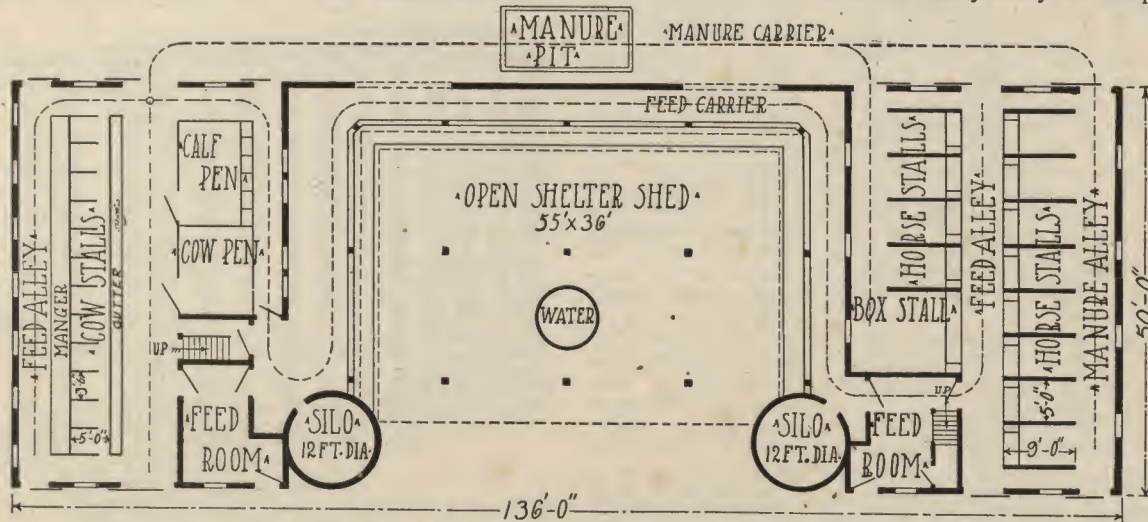 MANURE
PIT
MANURE CARRIER
FEED CARRIER
CALF
PEN
COW PEN
FEED ALLEY
MANGER
COW STALLS
GUTTER
3'-6"
5'-0"
UP
FEED
ROOM
SILO
12 FT. DIA.
OPEN SHELTER SHED
55' x 36'
WATER
SILO
12 FT. DIA.
FEED
ROOM
UP
BOX STALL
HORSE STALLS
FEED ALLEY
HORSE STALLS
5'-0"
9'-0"
MANURE ALLEY
50'-0"
136'-0"